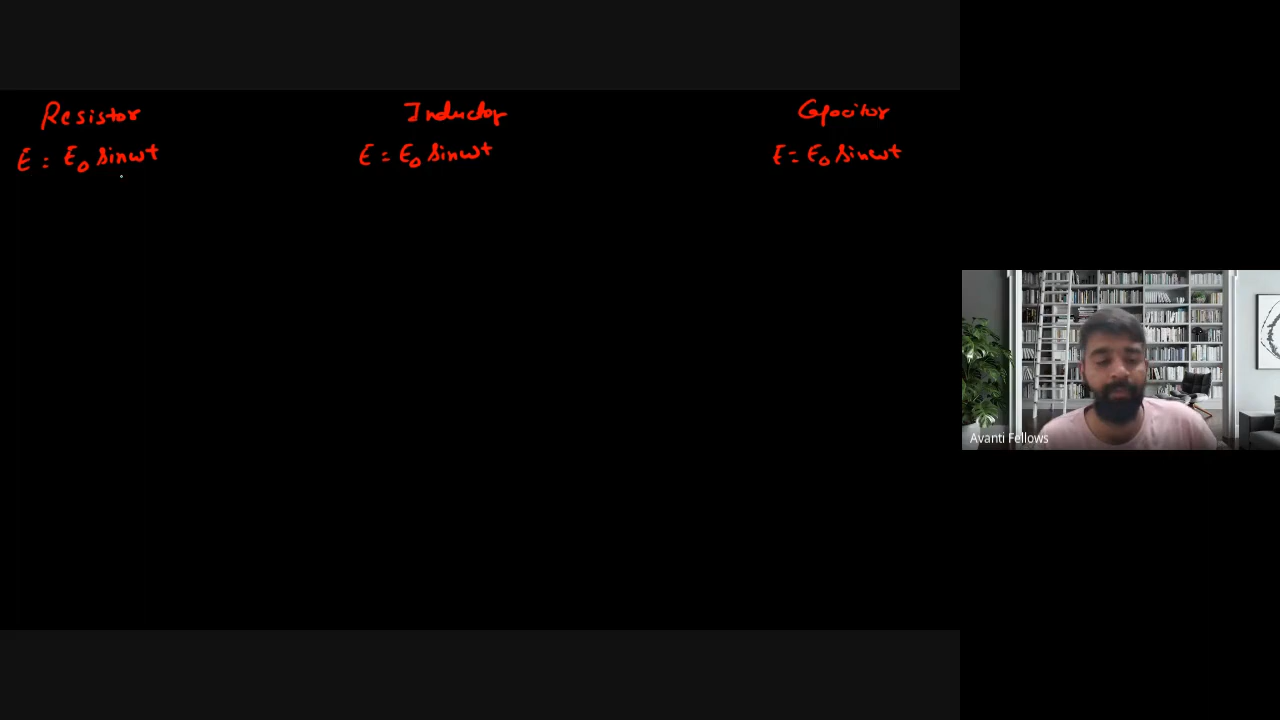 Resistor Inductor Capacitor
E = E₀ sinωt E = E₀ sinωt E = E₀ sinωt
Avanti Fellows